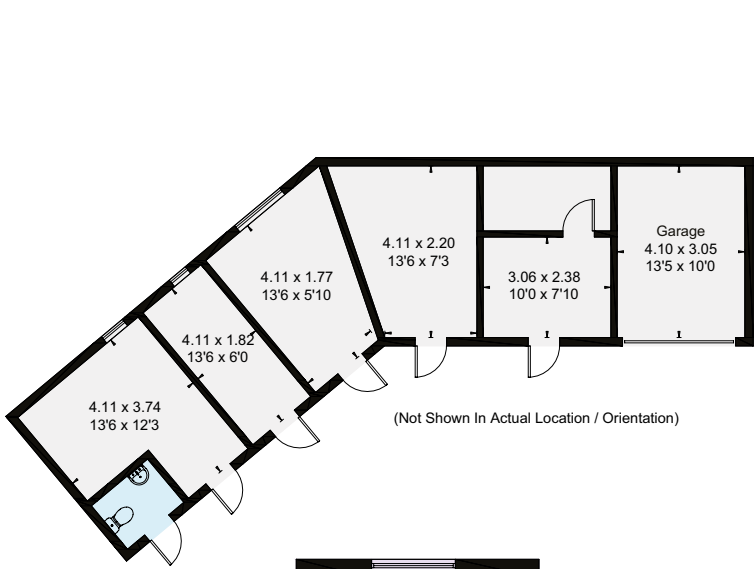 4.11 x 3.74
13'6 x 12'3
4.11 x 1.82
13'6 x 6'0
4.11 x 1.77
13'6 x 5'10
4.11 x 2.20
13'6 x 7'3
3.06 x 2.38
10'0 x 7'10
Garage
4.10 x 3.05
13'5 x 10'0
(Not Shown In Actual Location / Orientation)